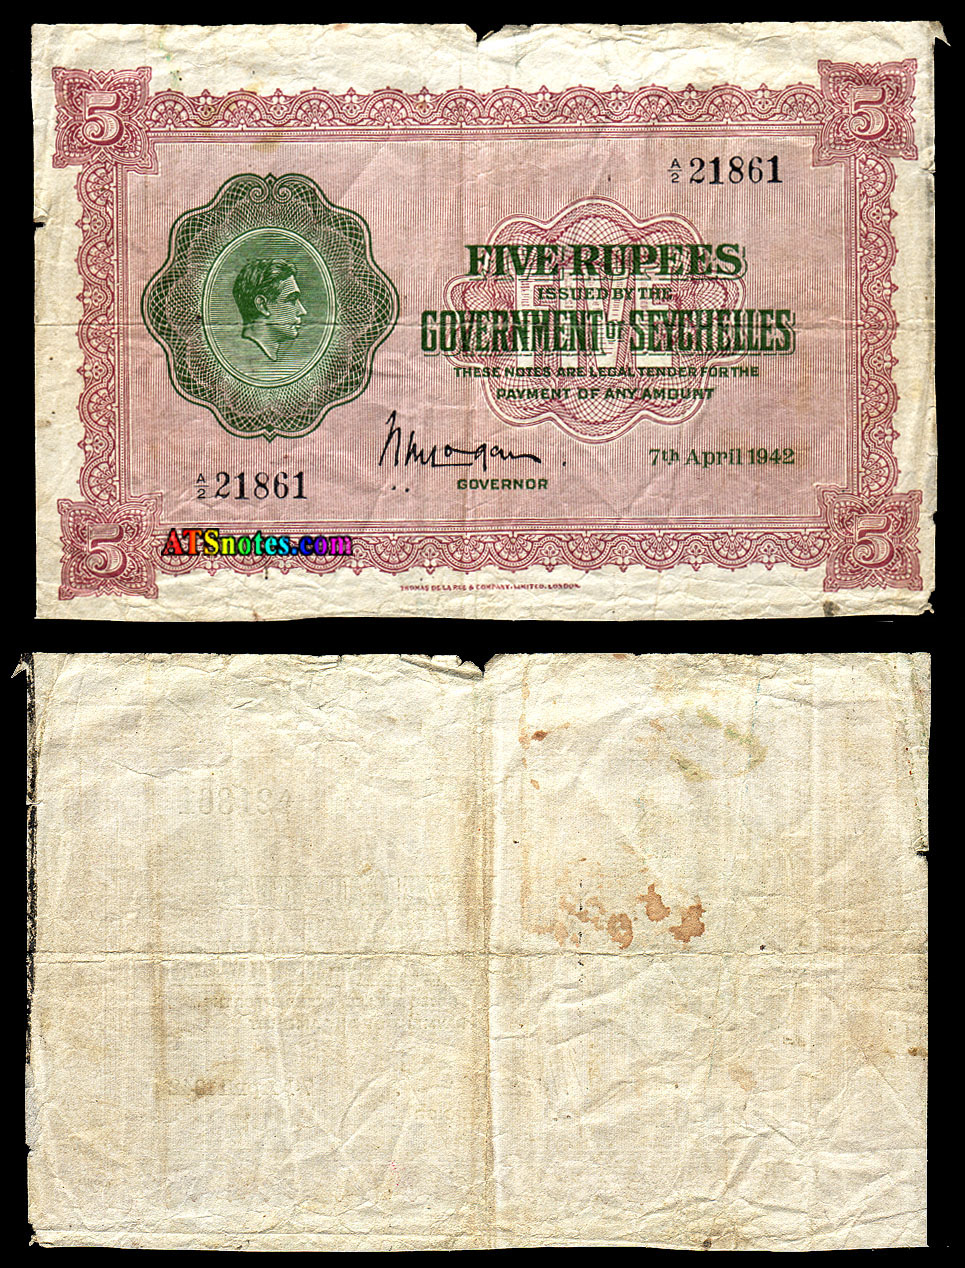 5 5
A/2 21861
FIVE RUPEES
ISSUED BY THE
GOVERNMENT OF SEYCHELLES
FIVE
THESE NOTES ARE LEGAL TENDER FOR THE
PAYMENT OF ANY AMOUNT
7th April 1942
GOVERNOR
A/2 21861
5 5
ATSnotes.com
THOMAS DE LA RUE & COMPANY, LIMITED, LONDON.